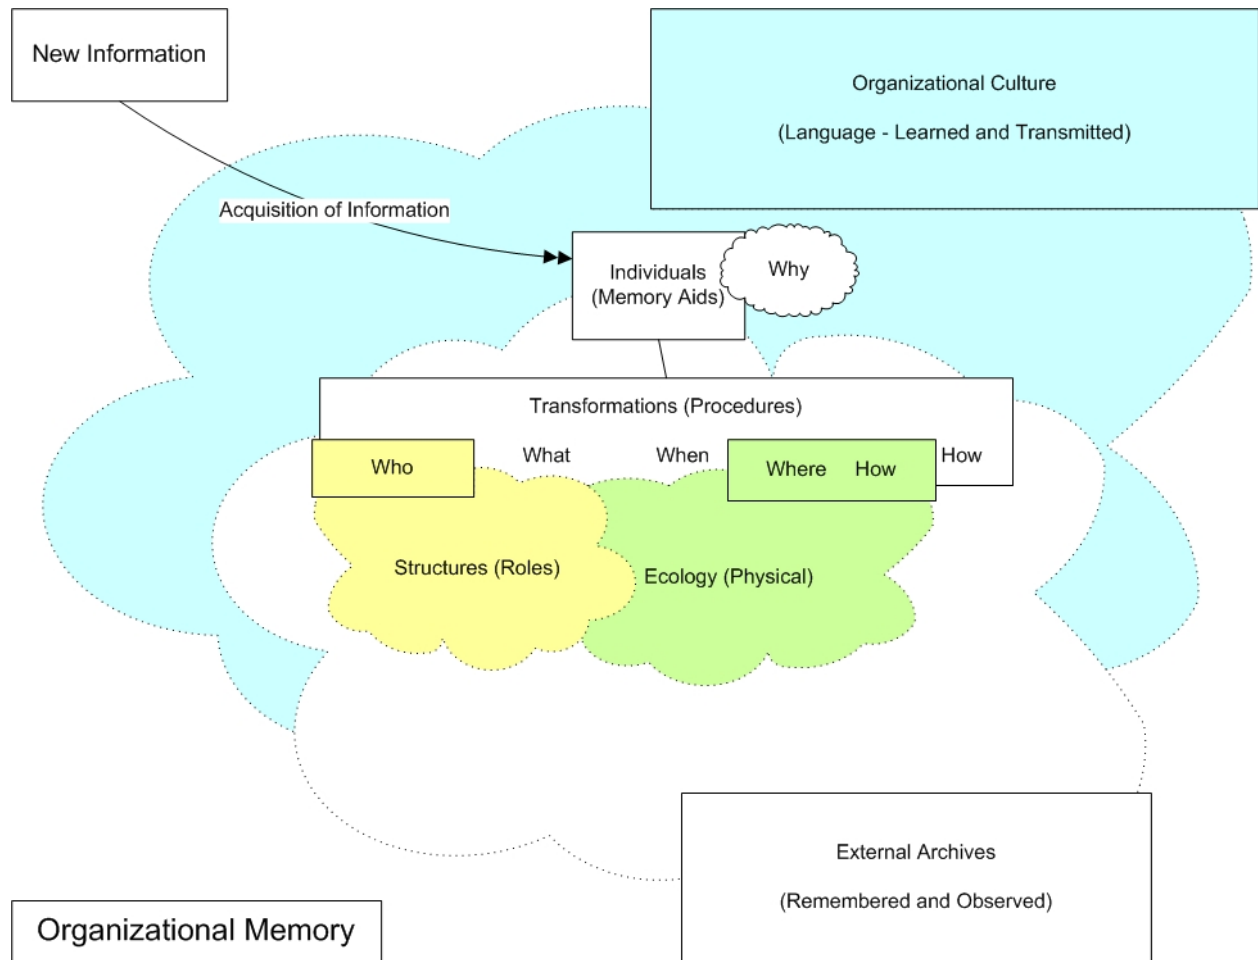 New Information
Organizational Culture
(Language - Learned and Transmitted)
Acquisition of Information
Individuals
(Memory Aids)
Why
Transformations (Procedures)
Who
What
When
Where
How
How
Structures (Roles)
Ecology (Physical)
External Archives
(Remembered and Observed)
Organizational Memory